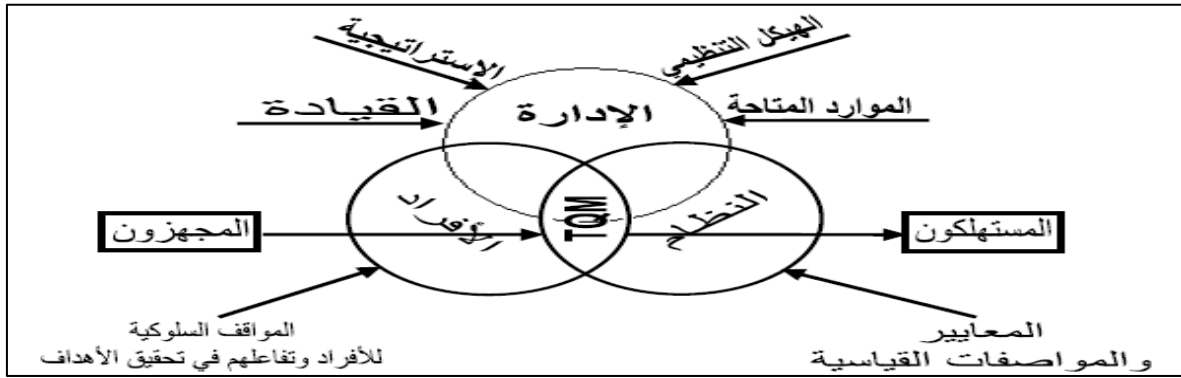 الهيكل التنظيمي
الاستراتيجية
الإدارة
الموارد المتاحة
القيادة
النظام
TQM
الأفراد
المستهلكون
المجهزون
المعايير
والمواصفات القياسية
المواقف السلوكية
للأفراد وتفاعلهم في تحقيق الأهداف